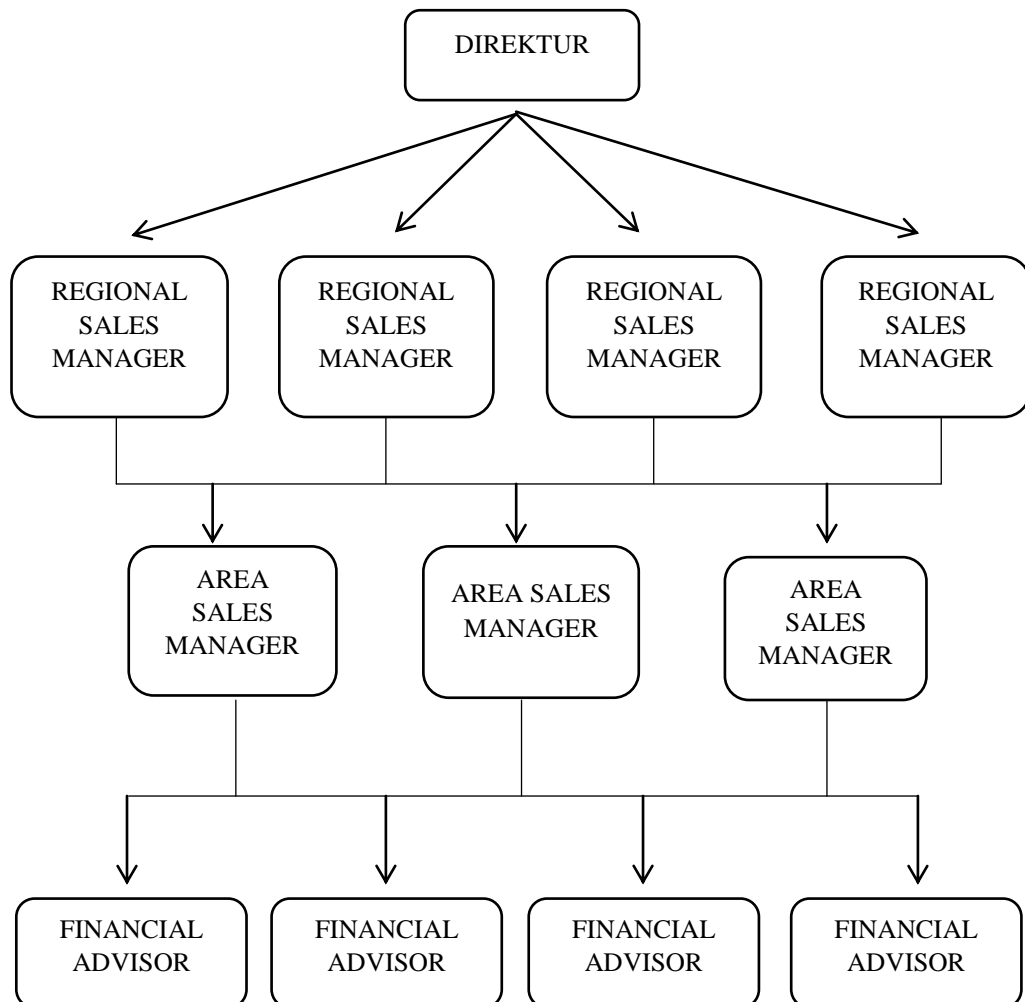 DIREKTUR
REGIONAL
SALES
MANAGER
REGIONAL
SALES
MANAGER
REGIONAL
SALES
MANAGER
REGIONAL
SALES
MANAGER
AREA
SALES
MANAGER
AREA SALES
MANAGER
AREA
SALES
MANAGER
FINANCIAL
ADVISOR
FINANCIAL
ADVISOR
FINANCIAL
ADVISOR
FINANCIAL
ADVISOR